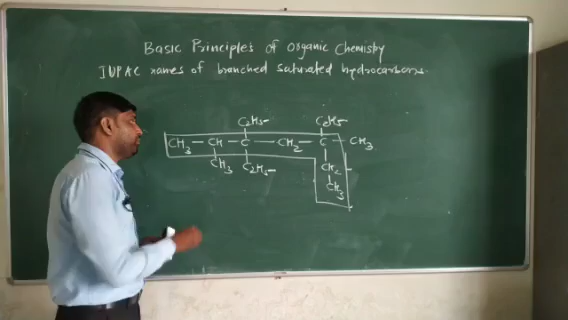 Basic Principles of Organic Chemistry
IUPAC names of branched saturated hydrocarbons.
C2H5 C2H5
CH3 — CH — C — CH2 — C — CH3
CH3 C2H5 CH2
CH3